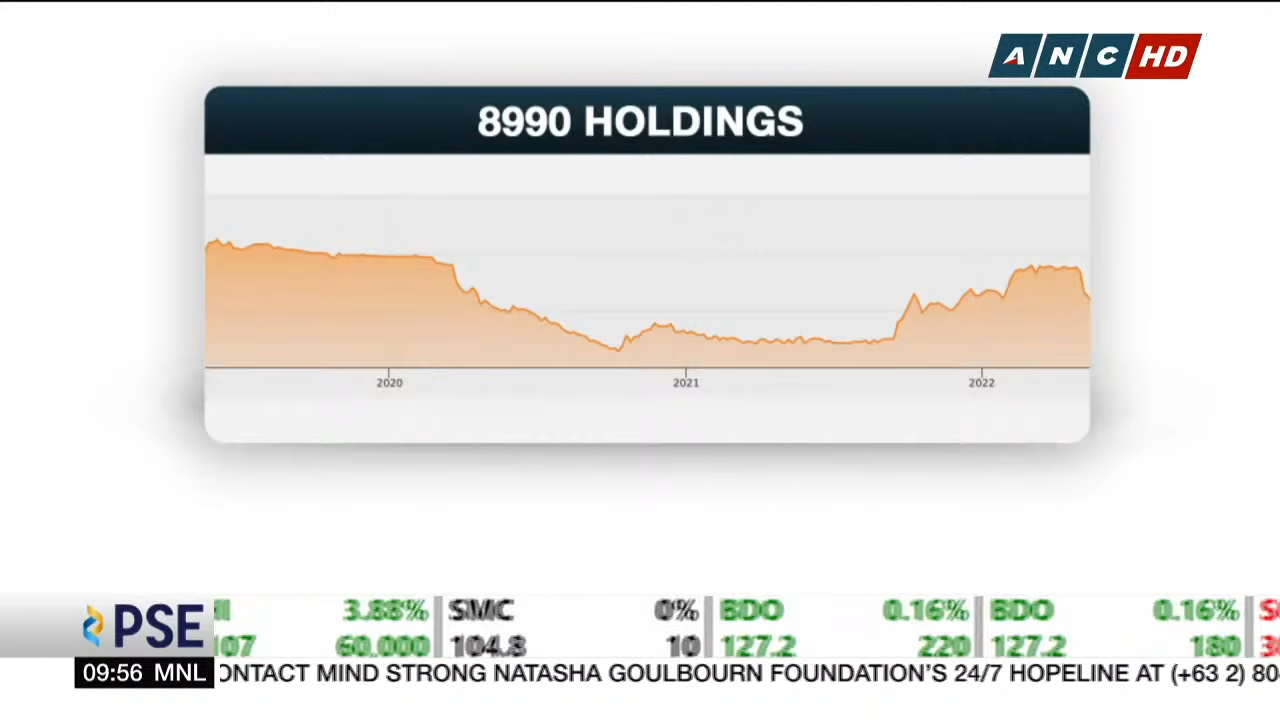 ANC HD
8990 HOLDINGS
2020 2021 2022
PSE 3.88% SMC 0% BDO 0.16% BDO 0.16%
107 60.000 104.8 10 127.2 220 127.2 180
09:56 MNL ONTACT MIND STRONG NATASHA GOULBOURN FOUNDATION'S 24/7 HOPELINE AT (+63 2) 80